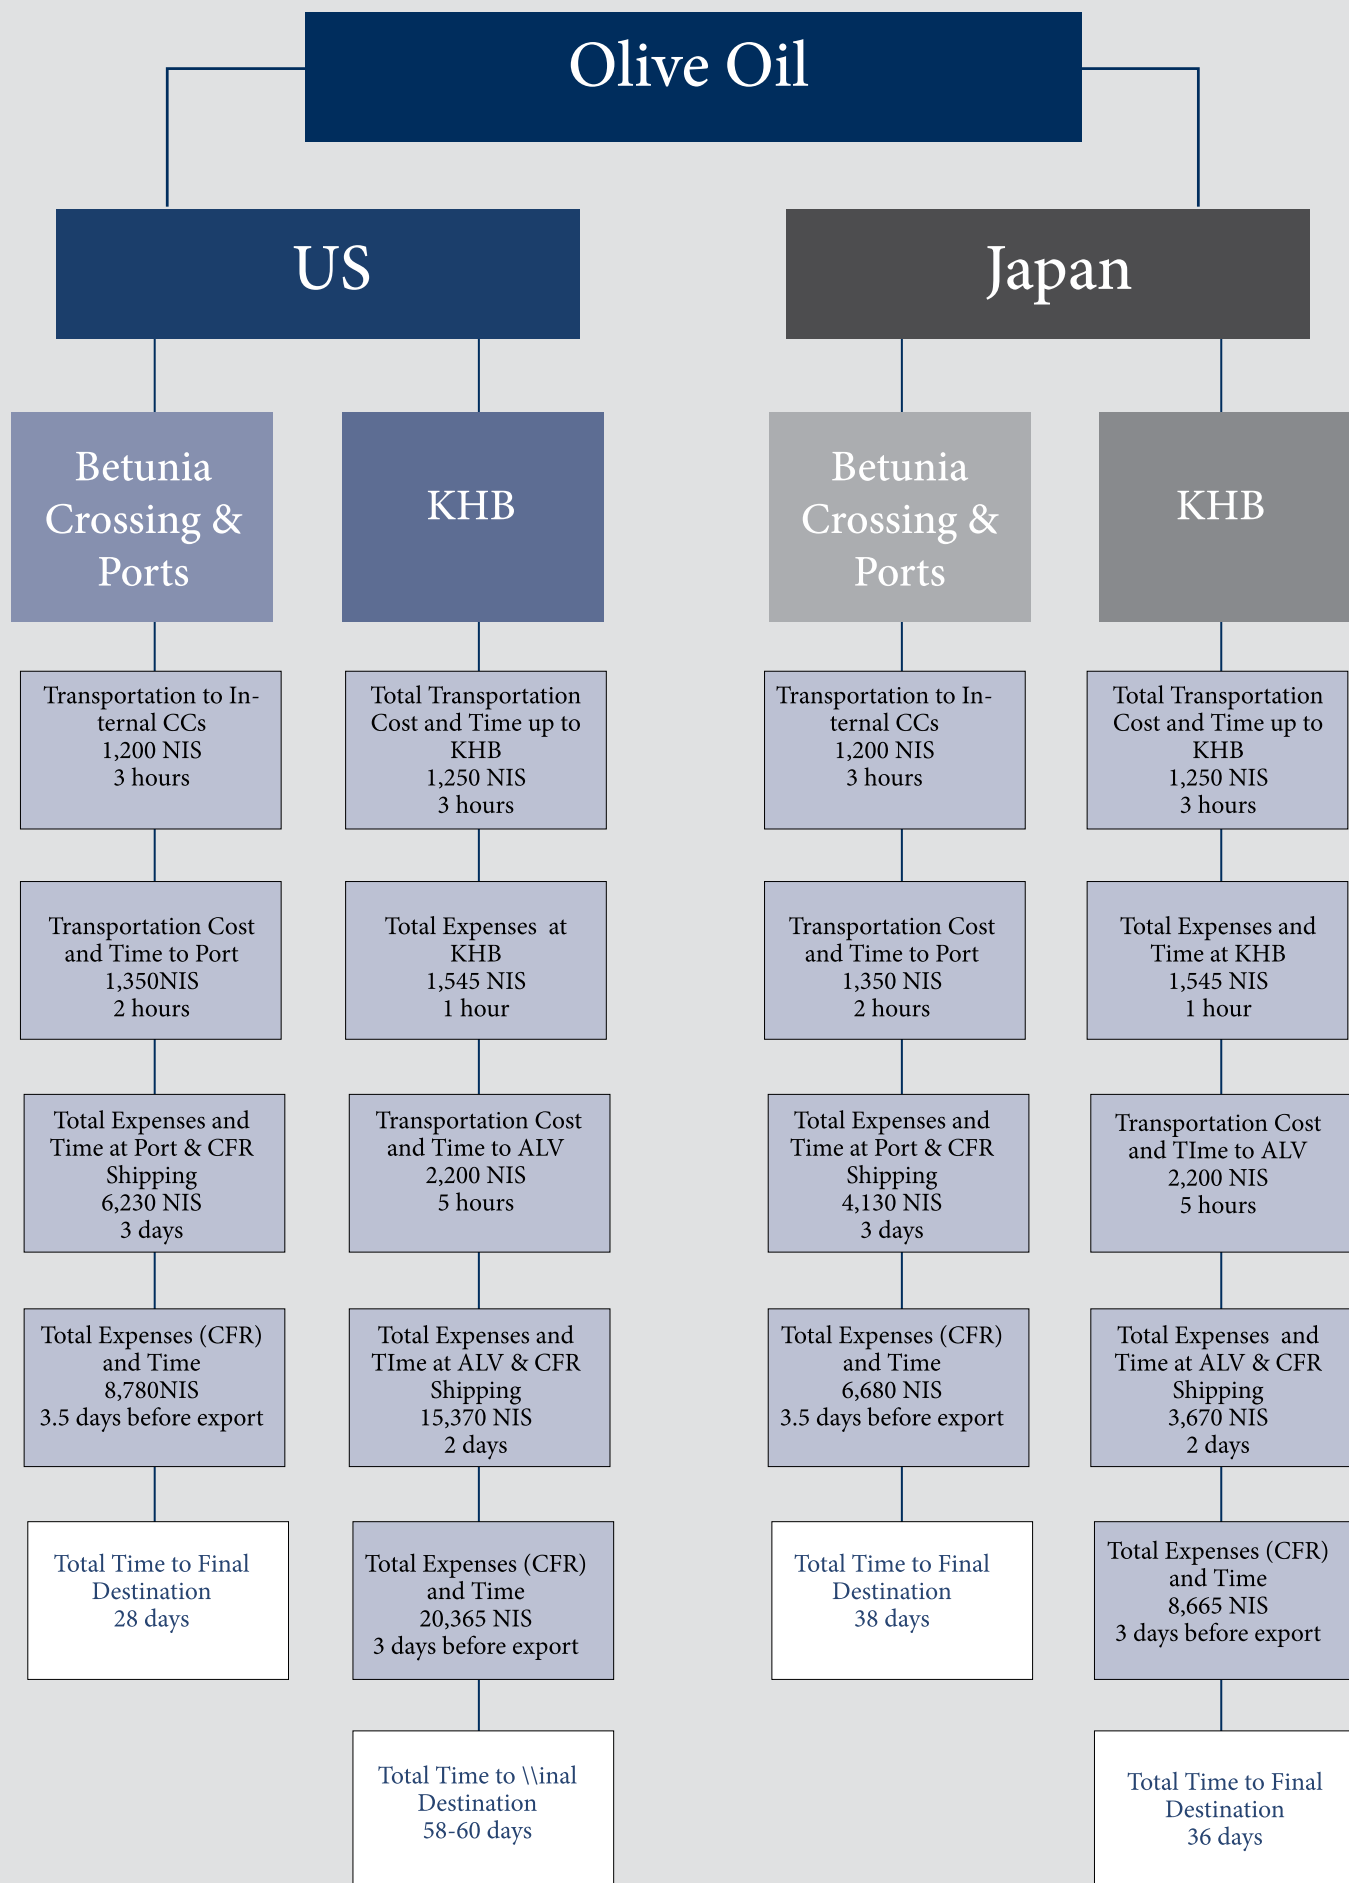 Olive Oil
US
Japan
Betunia
Crossing &
Ports
KHB
Betunia
Crossing &
Ports
KHB
Transportation to In-
ternal CCs
1,200 NIS
3 hours
Total Transportation
Cost and Time up to
KHB
1,250 NIS
3 hours
Transportation to In-
ternal CCs
1,200 NIS
3 hours
Total Transportation
Cost and Time up to
KHB
1,250 NIS
3 hours
Transportation Cost
and Time to Port
1,350NIS
2 hours
Total Expenses  at
KHB
1,545 NIS
1 hour
Transportation Cost
and Time to Port
1,350 NIS
2 hours
Total Expenses and
Time at KHB
1,545 NIS
1 hour
Total Expenses and
Time at Port & CFR
Shipping
6,230 NIS
3 days
Transportation Cost
and Time to ALV
2,200 NIS
5 hours
Total Expenses and
Time at Port & CFR
Shipping
4,130 NIS
3 days
Transportation Cost
and TIme to ALV
2,200 NIS
5 hours
Total Expenses (CFR)
and Time
8,780NIS
3.5 days before export
Total Expenses and
TIme at ALV & CFR
Shipping
15,370 NIS
2 days
Total Expenses (CFR)
and Time
6,680 NIS
3.5 days before export
Total Expenses  and
Time at ALV & CFR
Shipping
3,670 NIS
2 days
Total Time to Final
Destination
28 days
Total Expenses (CFR)
and Time
20,365 NIS
3 days before export
Total Time to Final
Destination
38 days
Total Expenses (CFR)
and Time
8,665 NIS
3 days before export
Total Time to \\inal
Destination
58-60 days
Total Time to Final
Destination
36 days